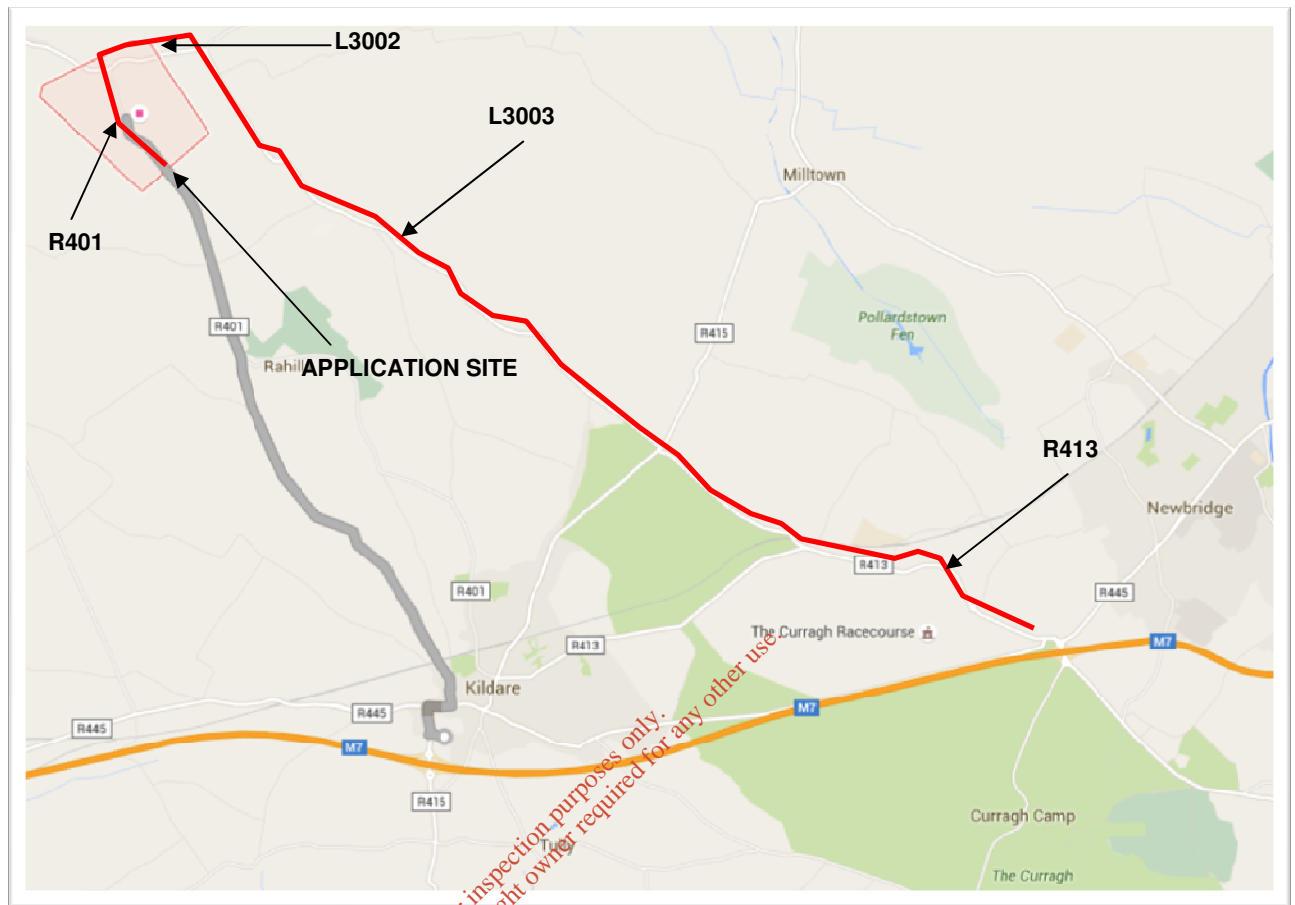 L3002
L3003
Milltown
R401
Pollardstown
Fen
R401
R415
Rahill
APPLICATION SITE
R413
Newbridge
R413
R401
R445
The Curragh Racecourse
M7
R413
Kildare
R445
M7
R445
M7
R415
Curragh Camp
Tully
The Curragh
inspection purposes only.
owner required for any other use.